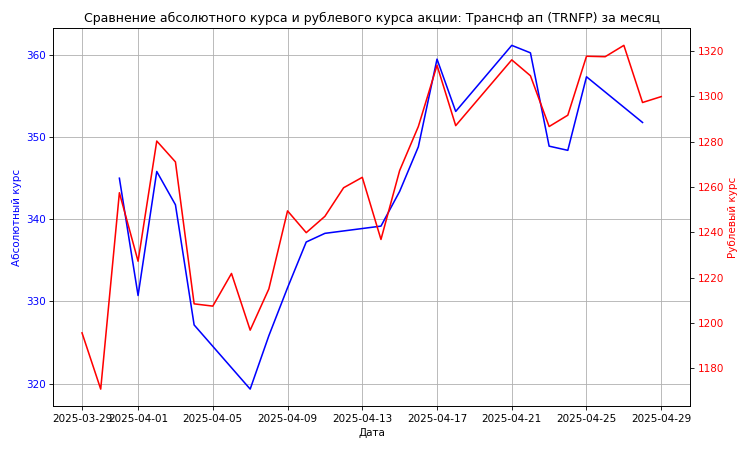 Сравнение абсолютного курса и рублевого курса акции: Транснф ап (TRNFP) за месяц
360
350
340
330
320
Абсолютный курс
1320
1300
1280
1260
1240
1220
1200
1180
Рублевый курс
2025-03-29 2025-04-01 2025-04-05 2025-04-09 2025-04-13 2025-04-17 2025-04-21 2025-04-25 2025-04-29
Дата